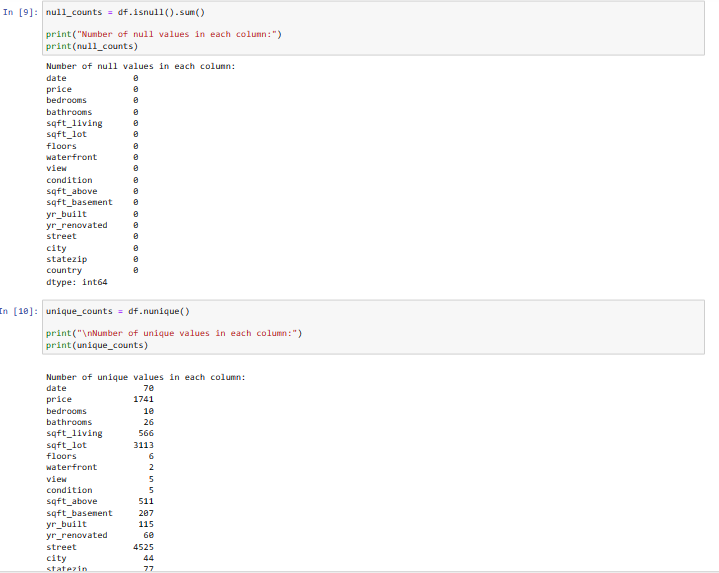 In [9]: null_counts = df.isnull().sum()
print("Number of null values in each column:")
print(null_counts)
Number of null values in each column:
date 0
price 0
bedrooms 0
bathrooms 0
sqft_living 0
sqft_lot 0
floors 0
waterfront 0
view 0
condition 0
sqft_above 0
sqft_basement 0
yr_built 0
yr_renovated 0
street 0
city 0
statezip 0
country 0
dtype: int64
In [10]: unique_counts = df.nunique()
print("\nNumber of unique values in each column:")
print(unique_counts)
Number of unique values in each column:
date 70
price 1741
bedrooms 10
bathrooms 26
sqft_living 566
sqft_lot 3113
floors 6
waterfront 2
view 5
condition 5
sqft_above 511
sqft_basement 207
yr_built 115
yr_renovated 60
street 4525
city 44
statezip 77